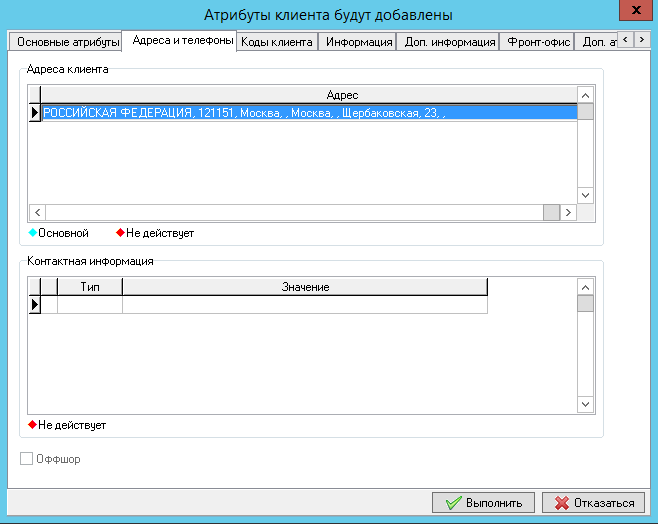 Атрибуты клиента будут добавлены
x
Основные атрибуты Адреса и телефоны Коды клиента Информация Доп. информация Фронт-офис Доп. ат
Адреса клиента
Адрес
РОССИЙСКАЯ ФЕДЕРАЦИЯ, 121151, Москва, , Москва, , Щербаковская, 23, ,
Основной Не действует
Контактная информация
Тип Значение
Не действует
Оффшор
Выполнить Отказаться